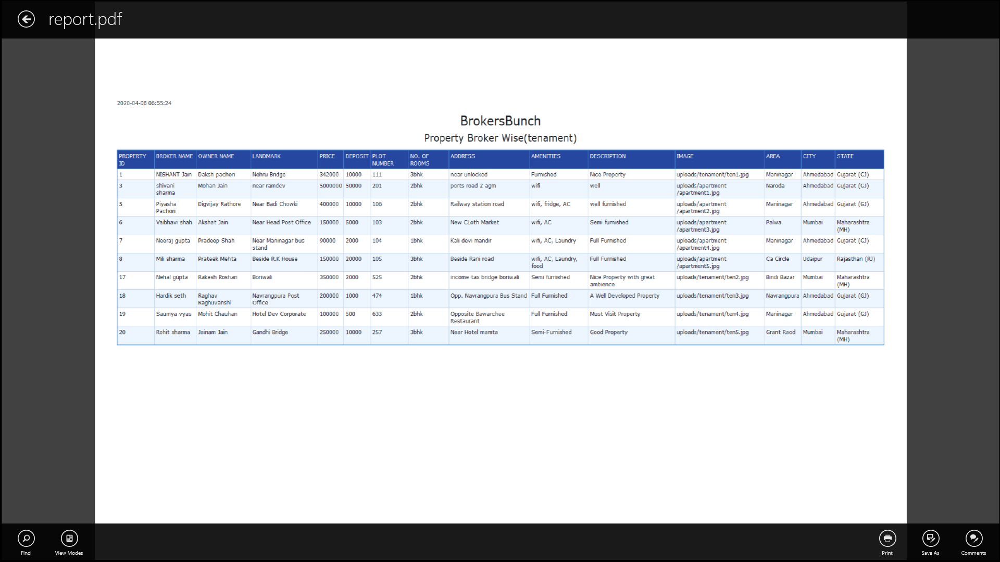 report.pdf
2020-04-08 06:55:24
BrokersBunch
Property Broker Wise(tenament)
PROPERTY ID BROKER NAME OWNER NAME LANDMARK PRICE DEPOSIT PLOT NUMBER NO. OF ROOMS ADDRESS AMENITIES DESCRIPTION IMAGE AREA CITY STATE
1 NISHANT Jain Daksh pachori Nehru Bridge 342000 10000 111 3bhk near unlocked Furnished Nice Property uploads/tenament/ten1.jpg Maninagar Ahmedabad Gujarat (GJ)
3 shivani sharma Mohan Jain near ramdev 5000000 50000 201 2bhk ports road 2 agm wifi well uploads/apartment /apartment1.jpg Naroda Ahmedabad Gujarat (GJ)
5 Piyasha Pachori Digvijay Rathore Near Badi Chowki 400000 10000 106 2bhk Railway station road wifi, fridge, AC well furnished uploads/apartment /apartment2.jpg Maninagar Ahmedabad Gujarat (GJ)
6 Vaibhavi shah Akshat Jain Near Head Post Office 150000 5000 103 2bhk New CLoth Market wifi, AC Semi furnished uploads/apartment /apartment3.jpg Palwa Mumbai Maharashtra (MH)
7 Neeraj gupta Pradeep Shah Near Maninagar bus stand 90000 2000 104 1bhk Kali devi mandir wifi, AC, Laundry Full Furnished uploads/apartment /apartment4.jpg Maninagar Ahmedabad Gujarat (GJ)
8 Mili sharma Prateek Mehta Beside R.K House 150000 20000 105 3bhk Beside Rani road wifi, AC, Laundry, food Full Furnished uploads/apartment /apartment5.jpg Ca Circle Udaipur Rajasthan (RJ)
17 Nehal gupta Rakesh Roshan Boriwali 350000 2000 525 2bhk income tax bridge boriwali Semi furnished Nice Property with great ambience uploads/tenament/ten2.jpg Bindi Bazar Mumbai Maharashtra (MH)
18 Hardik seth Raghav Raghuvanshi Navrangpura Post Office 200000 1000 474 1bhk Opp. Navrangpura Bus Stand Full Furnished A Well Developed Property uploads/tenament/ten3.jpg Navrangpura Ahmedabad Gujarat (GJ)
19 Saumya vyas Mohit Chauhan Hotel Dev Corporate 100000 500 633 2bhk Opposite Bawarchee Restaurant Full Furnished Must Visit Property uploads/tenament/ten4.jpg Maninagar Ahmedabad Gujarat (GJ)
20 Rohit sharma Jainam Jain Gandhi Bridge 250000 10000 257 3bhk Near Hotel mamta Semi-Furnished Good Property uploads/tenament/ten5.jpg Grant Raod Mumbai Maharashtra (MH)
Find View Modes Print Save As Comments